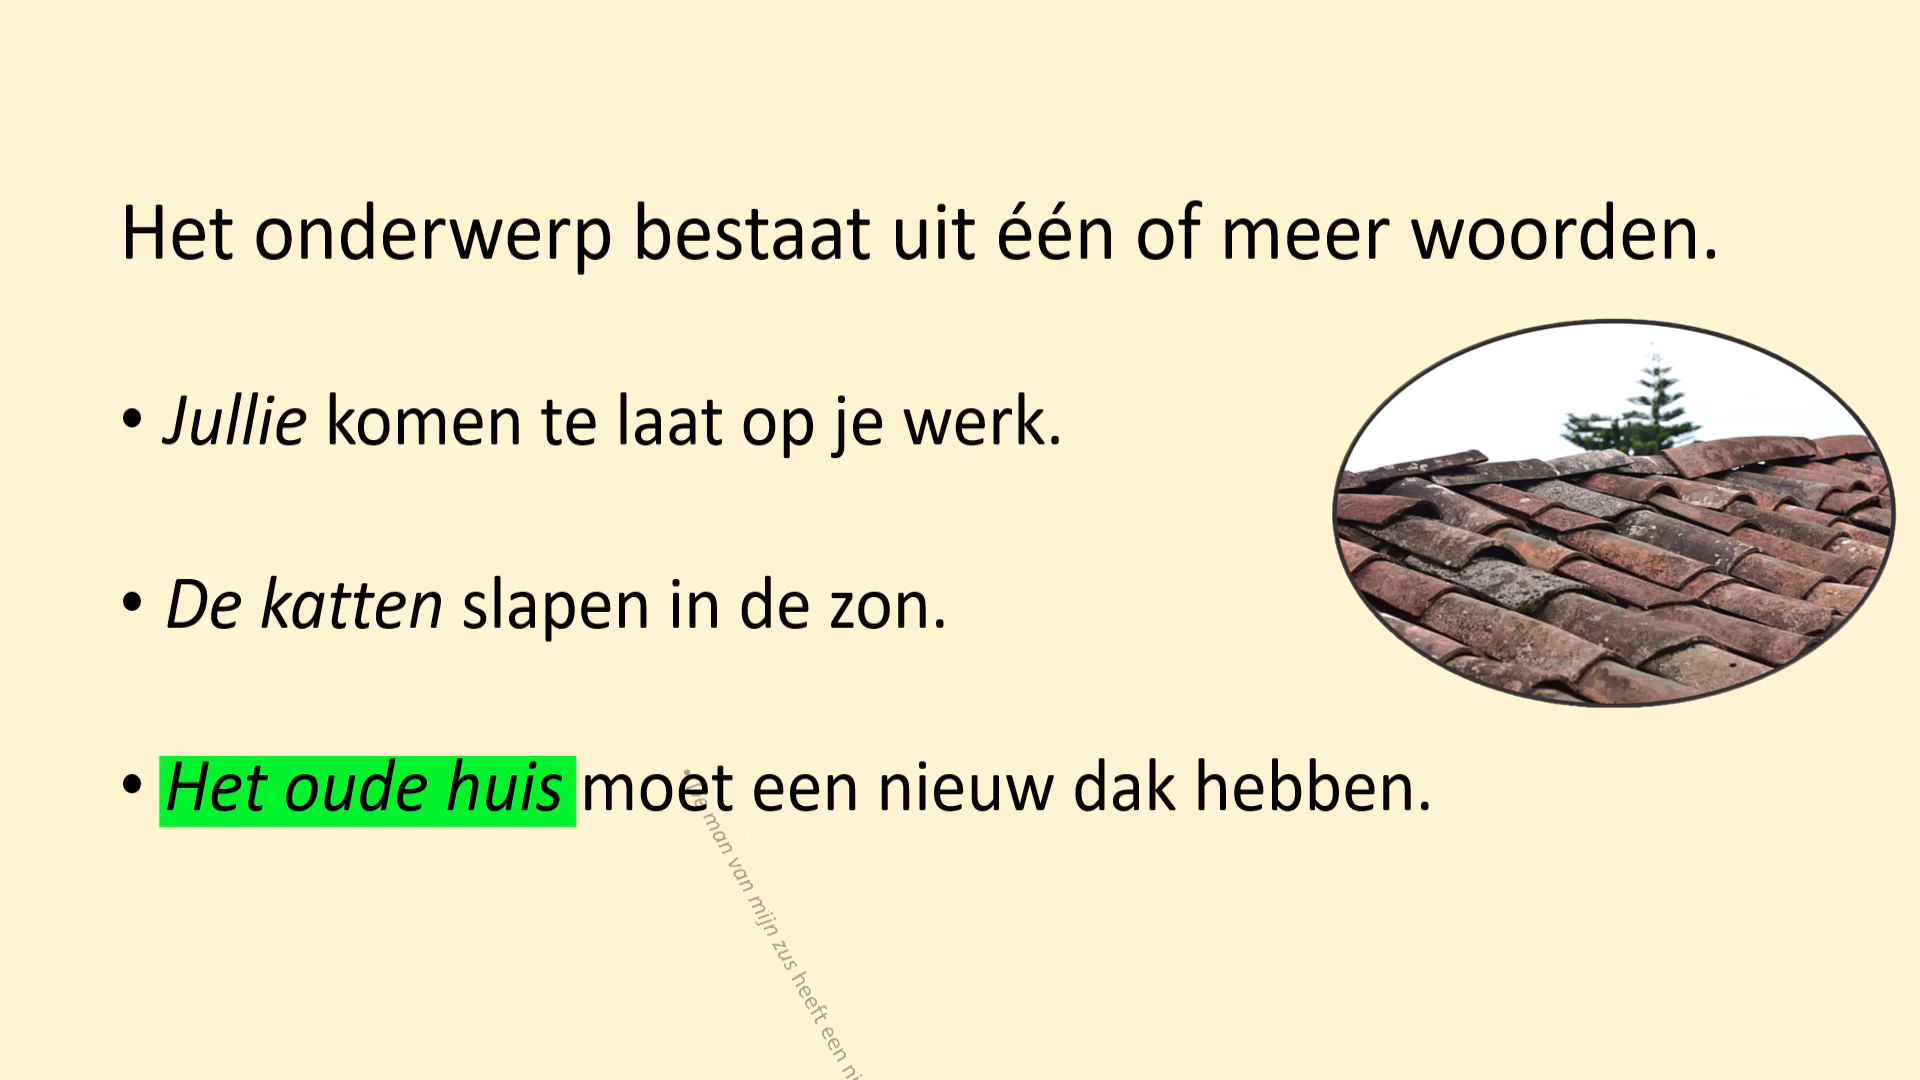 Het onderwerp bestaat uit één of meer woorden.
• Jullie komen te laat op je werk.
• De katten slapen in de zon.
• Het oude huis moet een nieuw dak hebben.
• De man van mijn zus heeft een